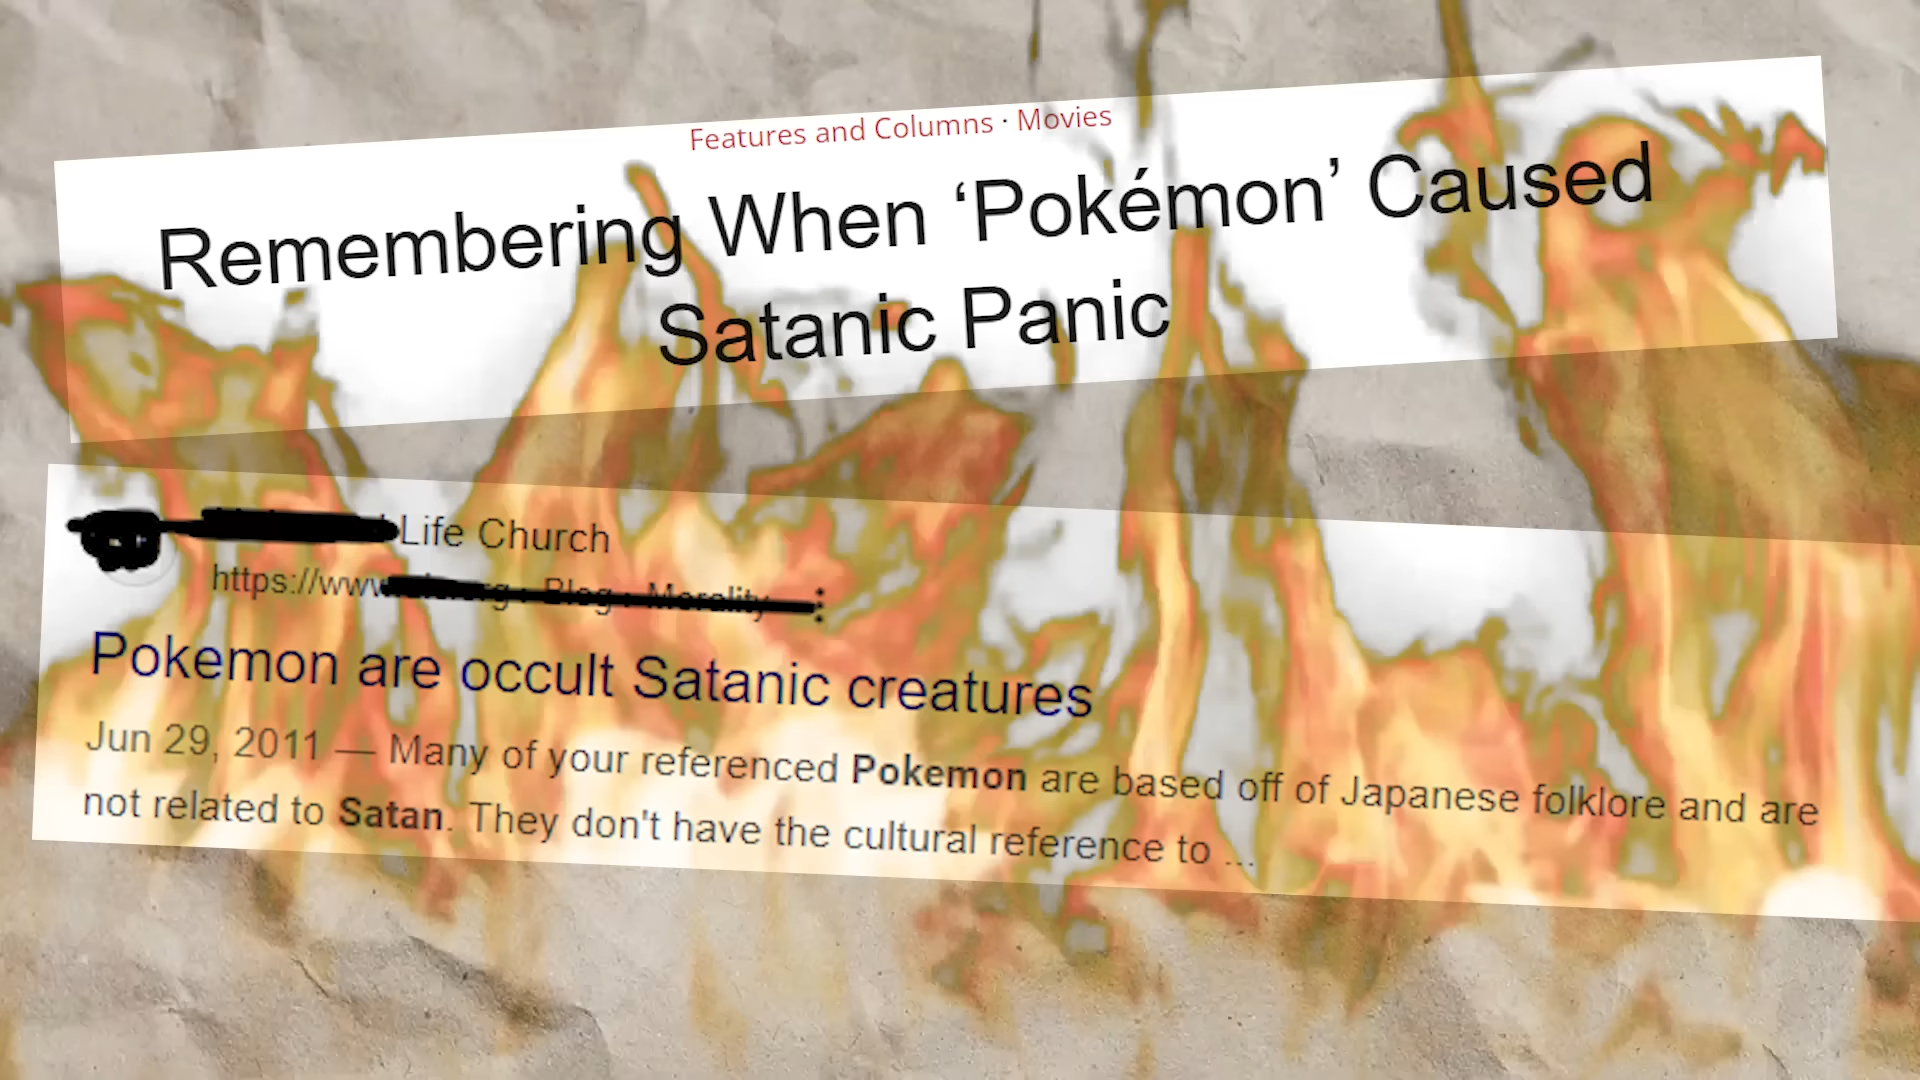 Features and Columns · Movies
Remembering When ‘Pokémon’ Caused
Satanic Panic
Life Church
https://www
Blog › Morality
Pokemon are occult Satanic creatures
Jun 29, 2011 — Many of your referenced Pokemon are based off of Japanese folklore and are
not related to Satan. They don't have the cultural reference to ...